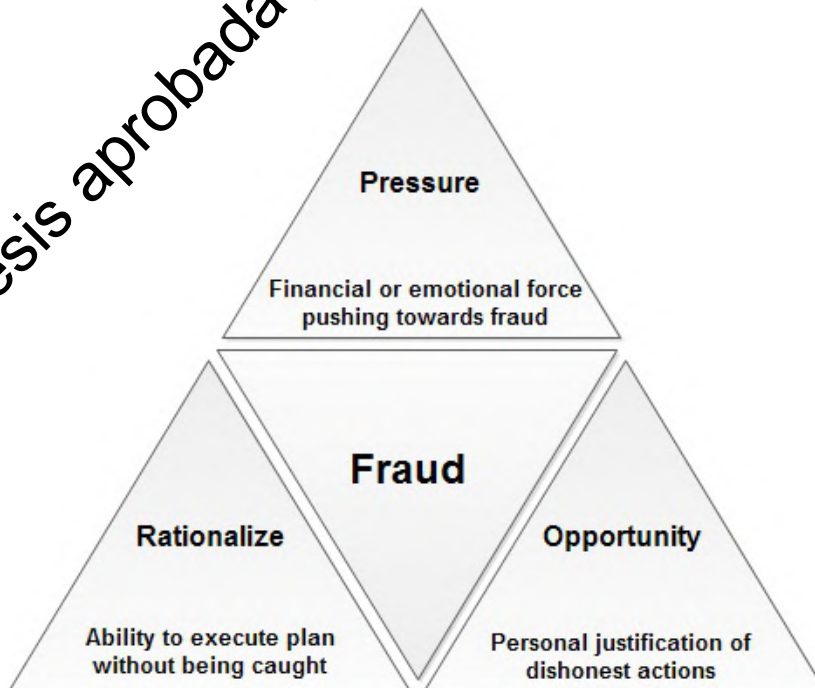 esis aprobada
Pressure
Financial or emotional force
pushing towards fraud
Fraud
Rationalize
Opportunity
Ability to execute plan
without being caught
Personal justification of
dishonest actions